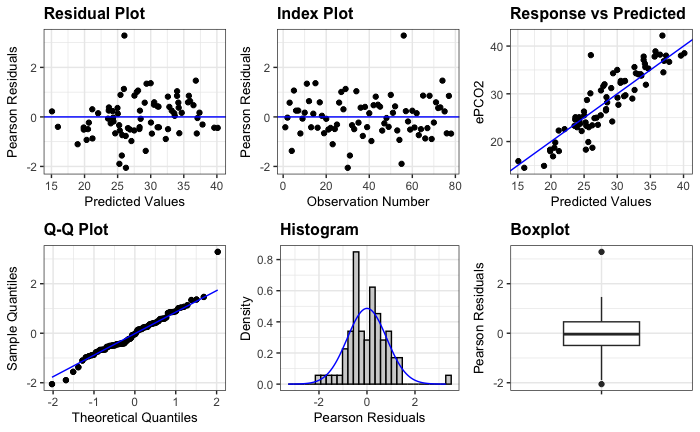 Residual Plot
Pearson Residuals
2
0
-2
15 20 25 30 35 40
Predicted Values
Index Plot
Pearson Residuals
2
0
-2
0 20 40 60 80
Observation Number
Response vs Predicted
ePCO2
40
30
20
15 20 25 30 35 40
Predicted Values
Q-Q Plot
Sample Quantiles
2
0
-2
-2 -1 0 1 2
Theoretical Quantiles
Histogram
Density
0.8
0.6
0.4
0.2
0.0
-2 0 2
Pearson Residuals
Boxplot
Pearson Residuals
2
0
-2